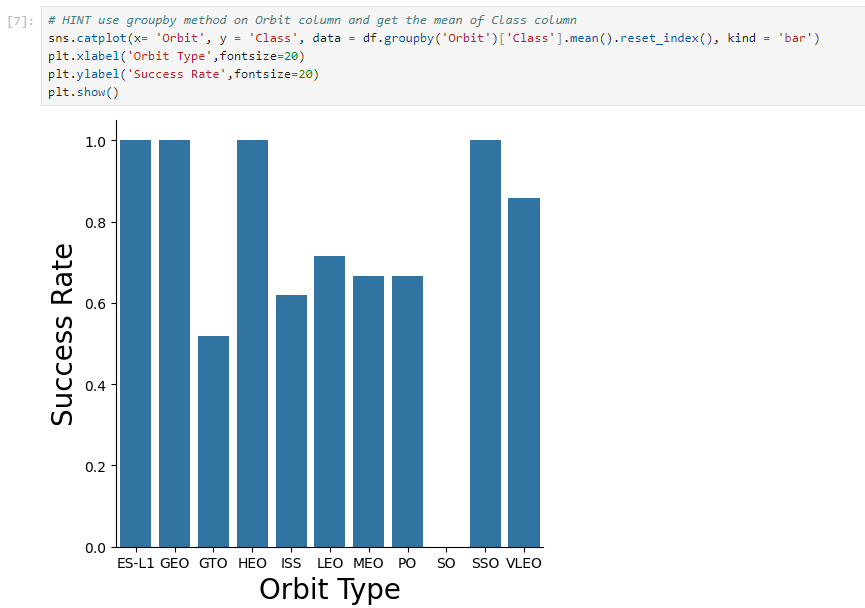 [7]: # HINT use groupby method on Orbit column and get the mean of Class column
sns.catplot(x= 'Orbit', y = 'Class', data = df.groupby('Orbit')['Class'].mean().reset_index(), kind = 'bar')
plt.xlabel('Orbit Type',fontsize=20)
plt.ylabel('Success Rate',fontsize=20)
plt.show()
1.0
0.8
0.6
0.4
0.2
0.0
Success Rate
ES-L1 GEO GTO HEO ISS LEO MEO PO SO SSO VLEO
Orbit Type